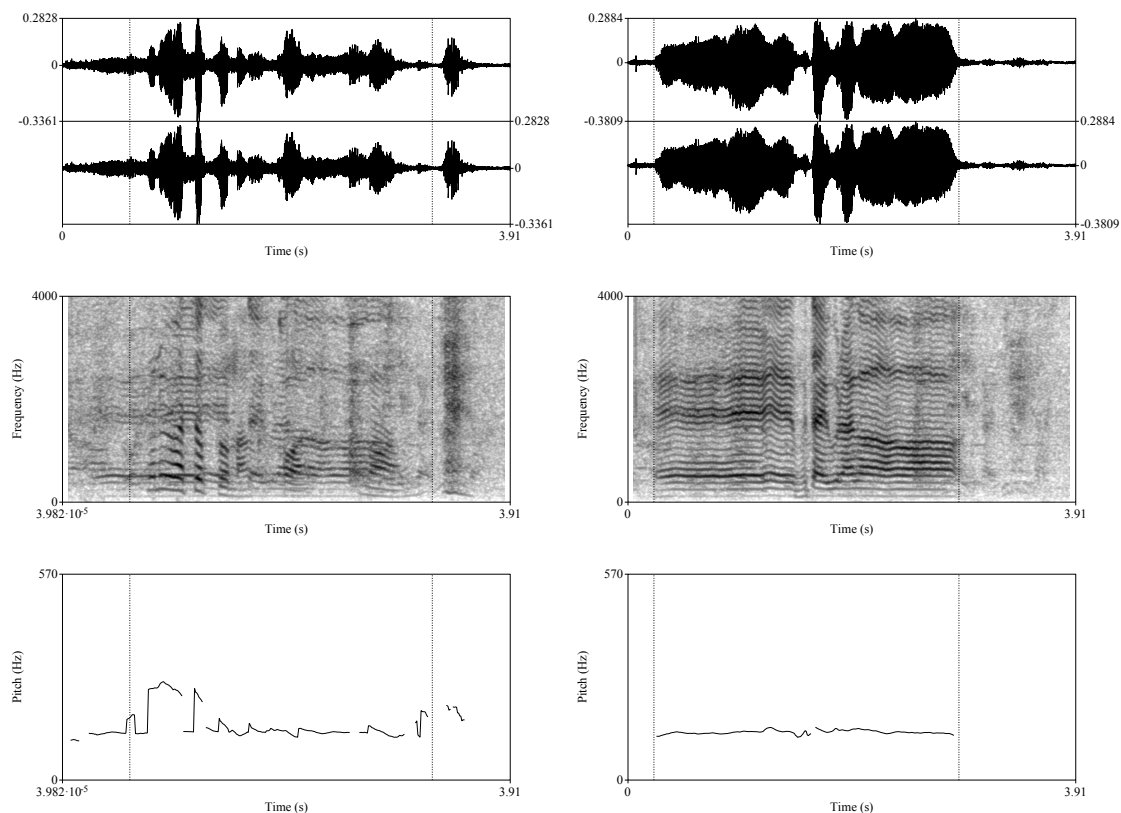 0.2828 0.2884
0 0
-0.3361 0.2828 -0.3809 0.2884
0 0
-0.3361 -0.3809
0 3.91 0 3.91
Time (s) Time (s)
4000 4000
Frequency (Hz) Frequency (Hz)
0 0
3.982·10⁻⁵ 3.91 0 3.91
Time (s) Time (s)
570 570
Pitch (Hz) Pitch (Hz)
0 0
3.982·10⁻⁵ 3.91 0 3.91
Time (s) Time (s)